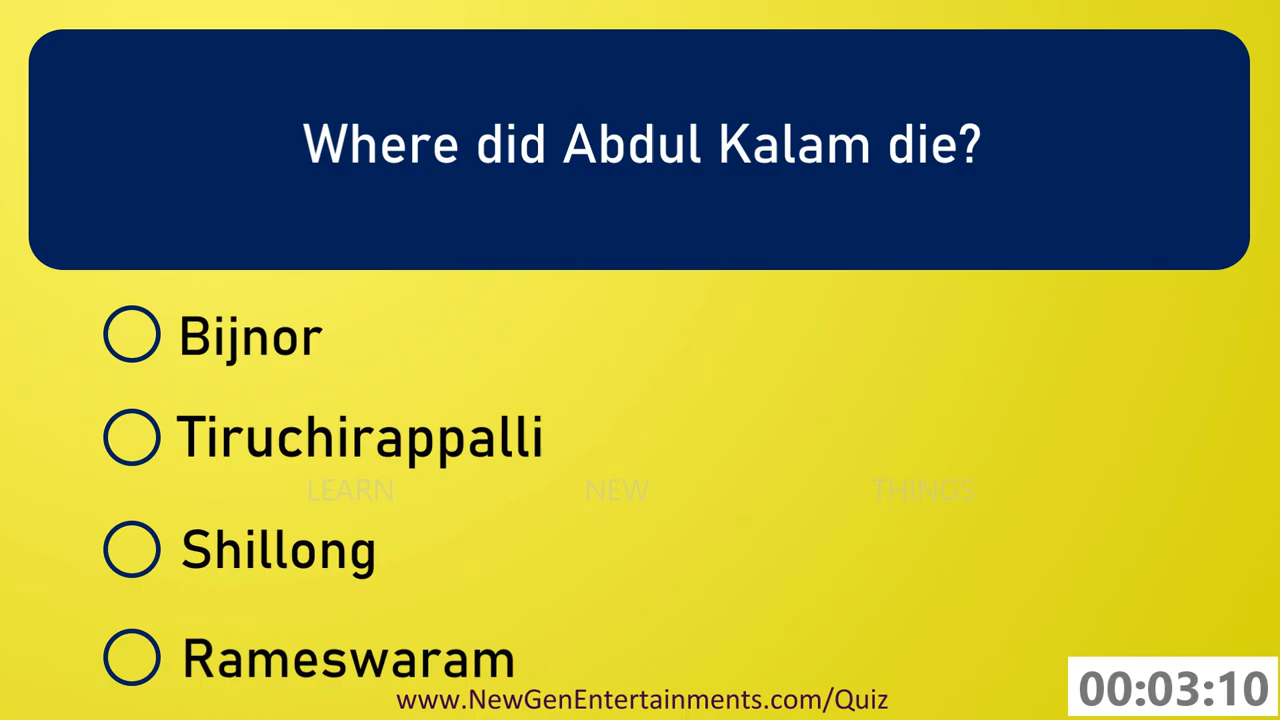 Where did Abdul Kalam die?
Bijnor
Tiruchirappalli
LEARN NEW THINGS
Shillong
Rameswaram
www.NewGenEntertainments.com/Quiz
00:03:10